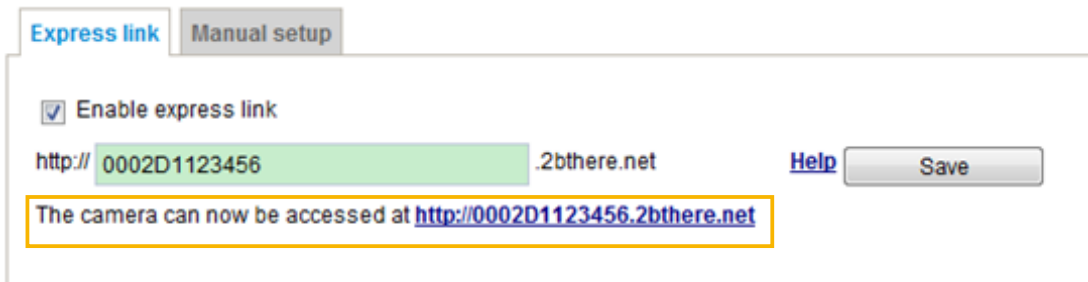 Express link Manual setup
Enable express link
http:// 0002D1123456 .2bthere.net Help Save
The camera can now be accessed at http://0002D1123456.2bthere.net